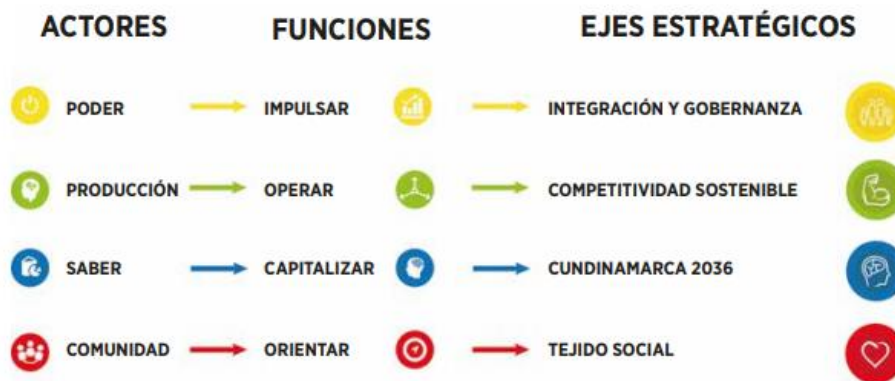 ACTORES FUNCIONES EJES ESTRATÉGICOS
PODER IMPULSAR INTEGRACIÓN Y GOBERNANZA
PRODUCCIÓN OPERAR COMPETITIVIDAD SOSTENIBLE
SABER CAPITALIZAR CUNDINAMARCA 2036
COMUNIDAD ORIENTAR TEJIDO SOCIAL